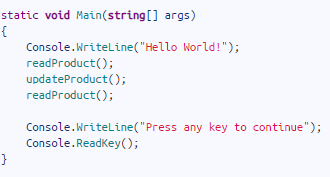 static void Main(string[] args)
{
    Console.WriteLine("Hello World!");
    readProduct();
    updateProduct();
    readProduct();

    Console.WriteLine("Press any key to continue");
    Console.ReadKey();
}